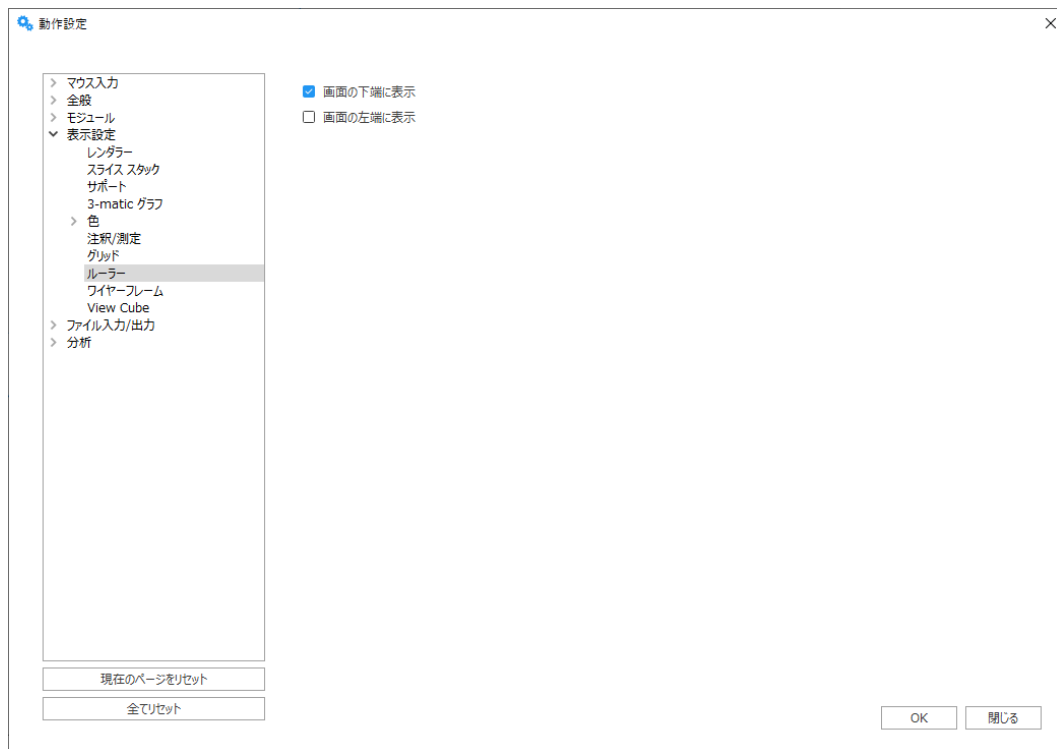 動作設定
マウス入力
全般
モジュール
表示設定
レンダラー
スライス スタック
サポート
3-matic グラフ
色
注釈/測定
グリッド
ルーラー
ワイヤーフレーム
View Cube
ファイル入力/出力
分析
画面の下端に表示
画面の左端に表示
現在のページをリセット
全てリセット
OK
閉じる